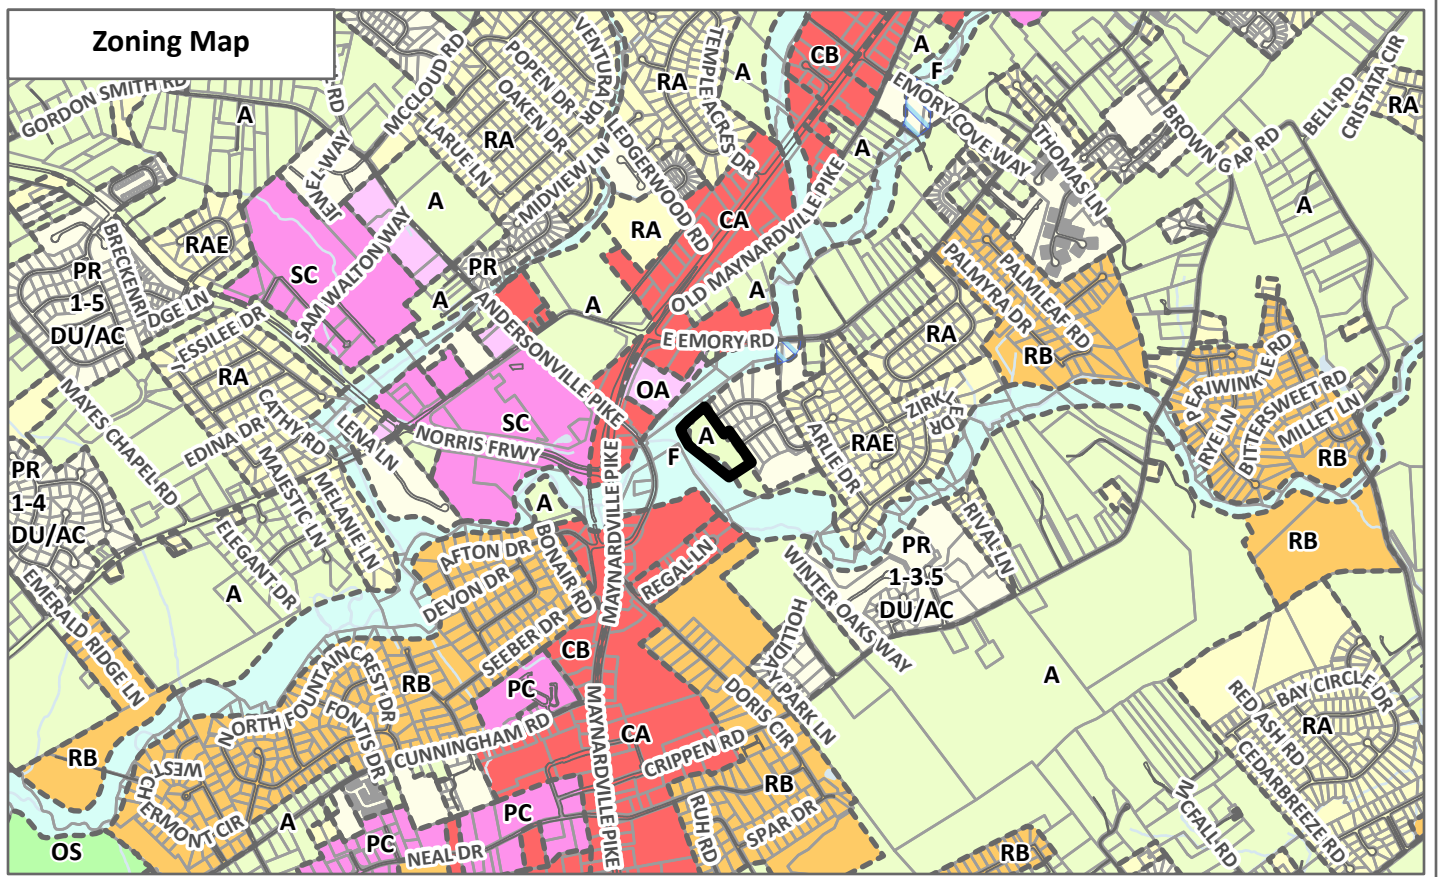 Zoning Map
GORDON SMITH RD
A
RD
MCCLOUD RD
POPEN DR
OAKEN DR
VENTURA DR
LARUE LN
RA
MIDVIEW LN
LEDGERWOOD RD
TEMPLE ACRES DR
RA
A
CB
A
F
EMORY COVE WAY
THOMAS LN
BROWN GAP RD
BELL RD
CRISTATA CIR
RA
JEWEL WAY
A
A
RAE
SC
SAM WALTON WAY
PR
BRECKENRIDGE LN
PR
1-5
DU/AC
ESSILEE DR
A
RA
CA
OLD MAYNARDVILLE PIKE
A
A
E EMORY RD
ANDERSONVILLE PIKE
PALMYRA DR
PALMLEAF RD
RA
RB
A
RA
CATHY RD
EDINA DR
MAYES CHAPEL RD
LENA LN
NORRIS FRWY
SC
OA
A
F
ARLIE DR
RAE
ZIRKLE DR
PERIWINKLE RD
RYE LN
BITTERSWEET RD
MILLET LN
RB
PR
1-4
DU/AC
MAJESTIC LN
MELANIE LN
ELEGANT DR
A
A
AFTON DR
BONAIR RD
DEVON DR
MAYNARDVILLE PIKE
REGAL LN
PR
1-3.5
DU/AC
RIVAL LN
WINTER OAKS WAY
RB
EMERALD RIDGE LN
SEEBER DR
CB
HOLIDAY PARK LN
A
NORTH FOUNTAINCREST DR
RB
PC
FONTIS DR
CUNNINGHAM RD
MAYNARDVILLE PIKE
CA
DORIS CIR
CRIPPEN RD
RED ASH RD
BAY CIRCLE DR
RA
CEDARBREEZE RD
RB
WEST
CHERMONT CIR
A
PC
PC
NEAL DR
RUH RD
RB
SPAR DR
MCFALL RD
RB
OS